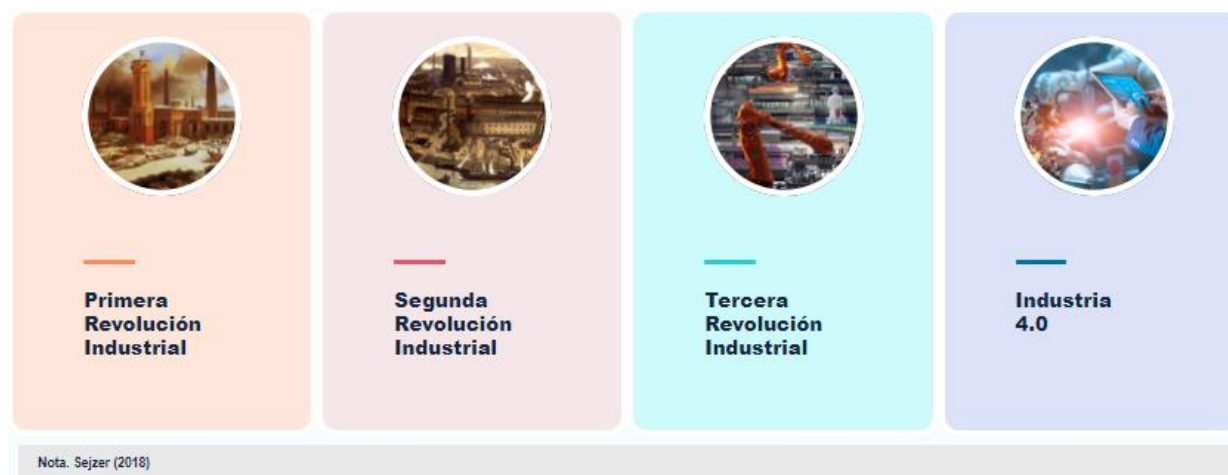 Primera
Revolución
Industrial
Segunda
Revolución
Industrial
Tercera
Revolución
Industrial
Industria
4.0
Nota. Sejzer (2018)